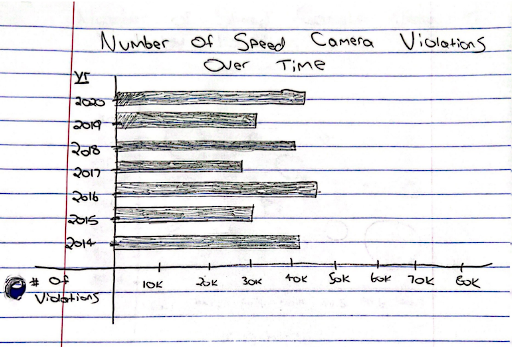 Number Of Speed Camera Violations
Over Time
Yr
2020
2019
2018
2017
2016
2015
2014
# Of
Violations
10K 20K 30K 40K 50K 60K 70K 80K